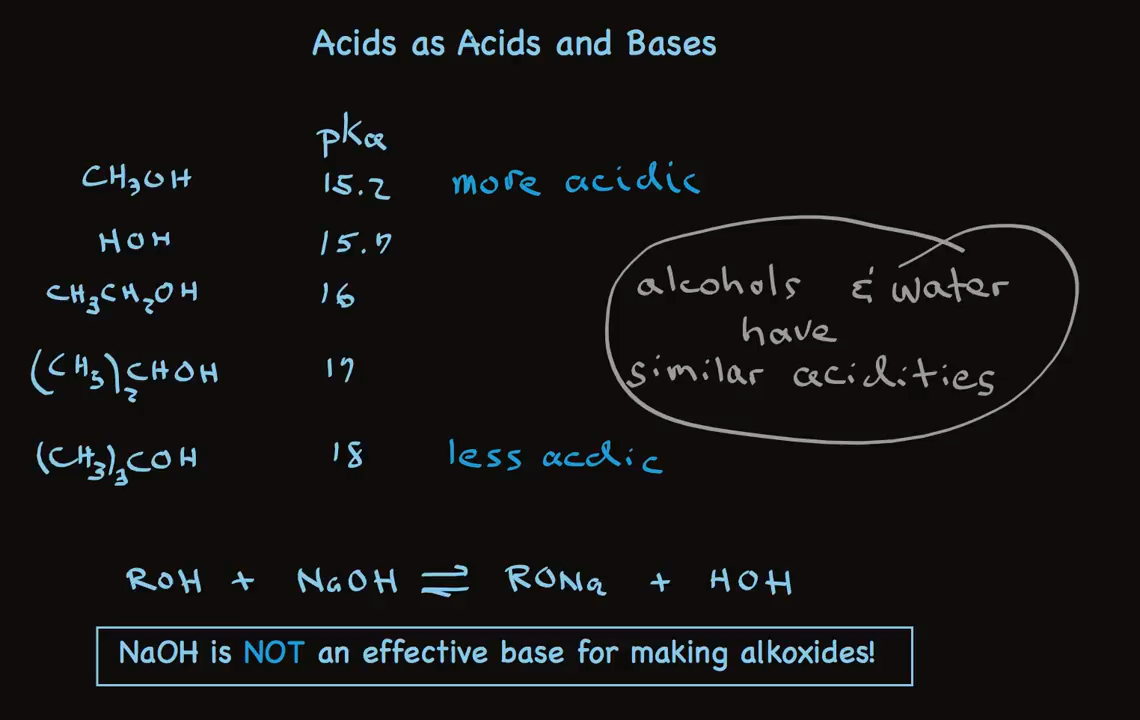 Acids as Acids and Bases
pKa
CH₃OH 15.2 more acidic
HOH 15.7
CH₃CH₂OH 16
(CH₃)₂CHOH 17
(CH₃)₃COH 18 less acdic
alcohols & water
have
similar acidities
ROH + NaOH ⇌ RONa + HOH
NaOH is NOT an effective base for making alkoxides!